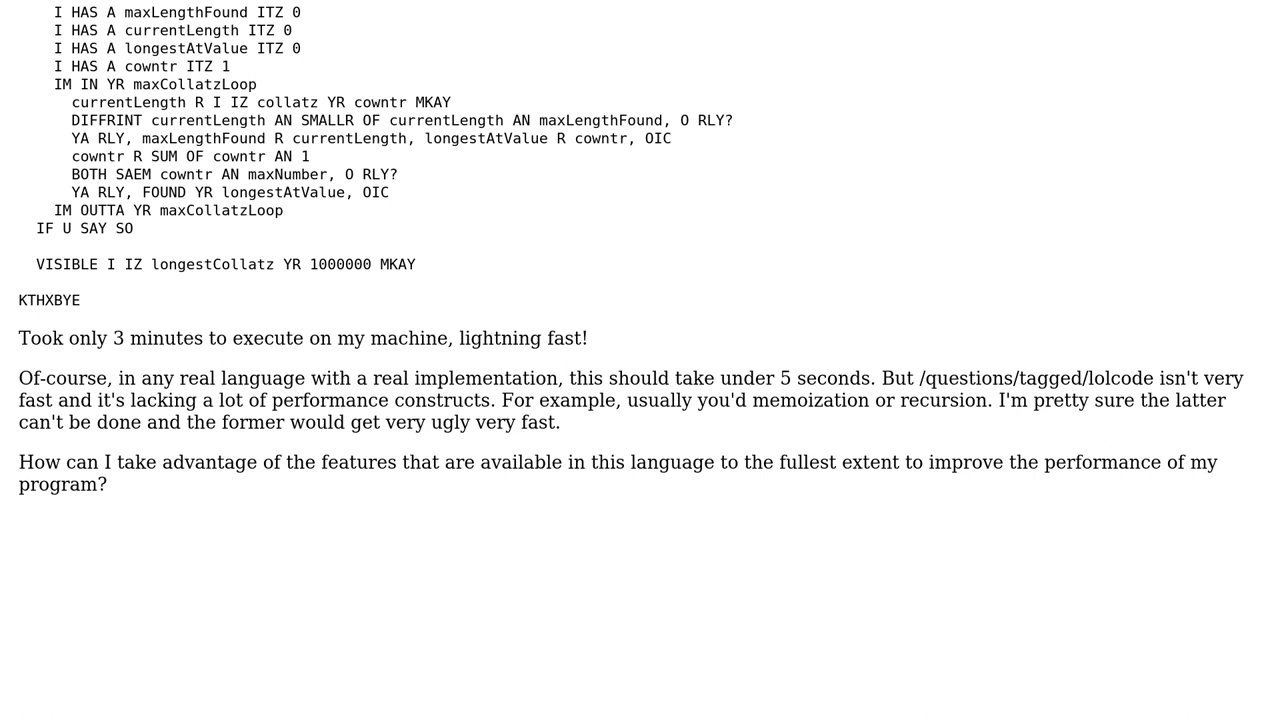 I HAS A maxLengthFound ITZ 0
I HAS A currentLength ITZ 0
I HAS A longestAtValue ITZ 0
I HAS A cowntr ITZ 1
IM IN YR maxCollatzLoop
currentLength R I IZ collatz YR cowntr MKAY
DIFFRINT currentLength AN SMALLR OF currentLength AN maxLengthFound, O RLY?
YA RLY, maxLengthFound R currentLength, longestAtValue R cowntr, OIC
cowntr R SUM OF cowntr AN 1
BOTH SAEM cowntr AN maxNumber, O RLY?
YA RLY, FOUND YR longestAtValue, OIC
IM OUTTA YR maxCollatzLoop
IF U SAY SO
VISIBLE I IZ longestCollatz YR 1000000 MKAY
KTHXBYE
Took only 3 minutes to execute on my machine, lightning fast!
Of-course, in any real language with a real implementation, this should take under 5 seconds. But /questions/tagged/lolcode isn't very
fast and it's lacking a lot of performance constructs. For example, usually you'd memoization or recursion. I'm pretty sure the latter
can't be done and the former would get very ugly very fast.
How can I take advantage of the features that are available in this language to the fullest extent to improve the performance of my
program?